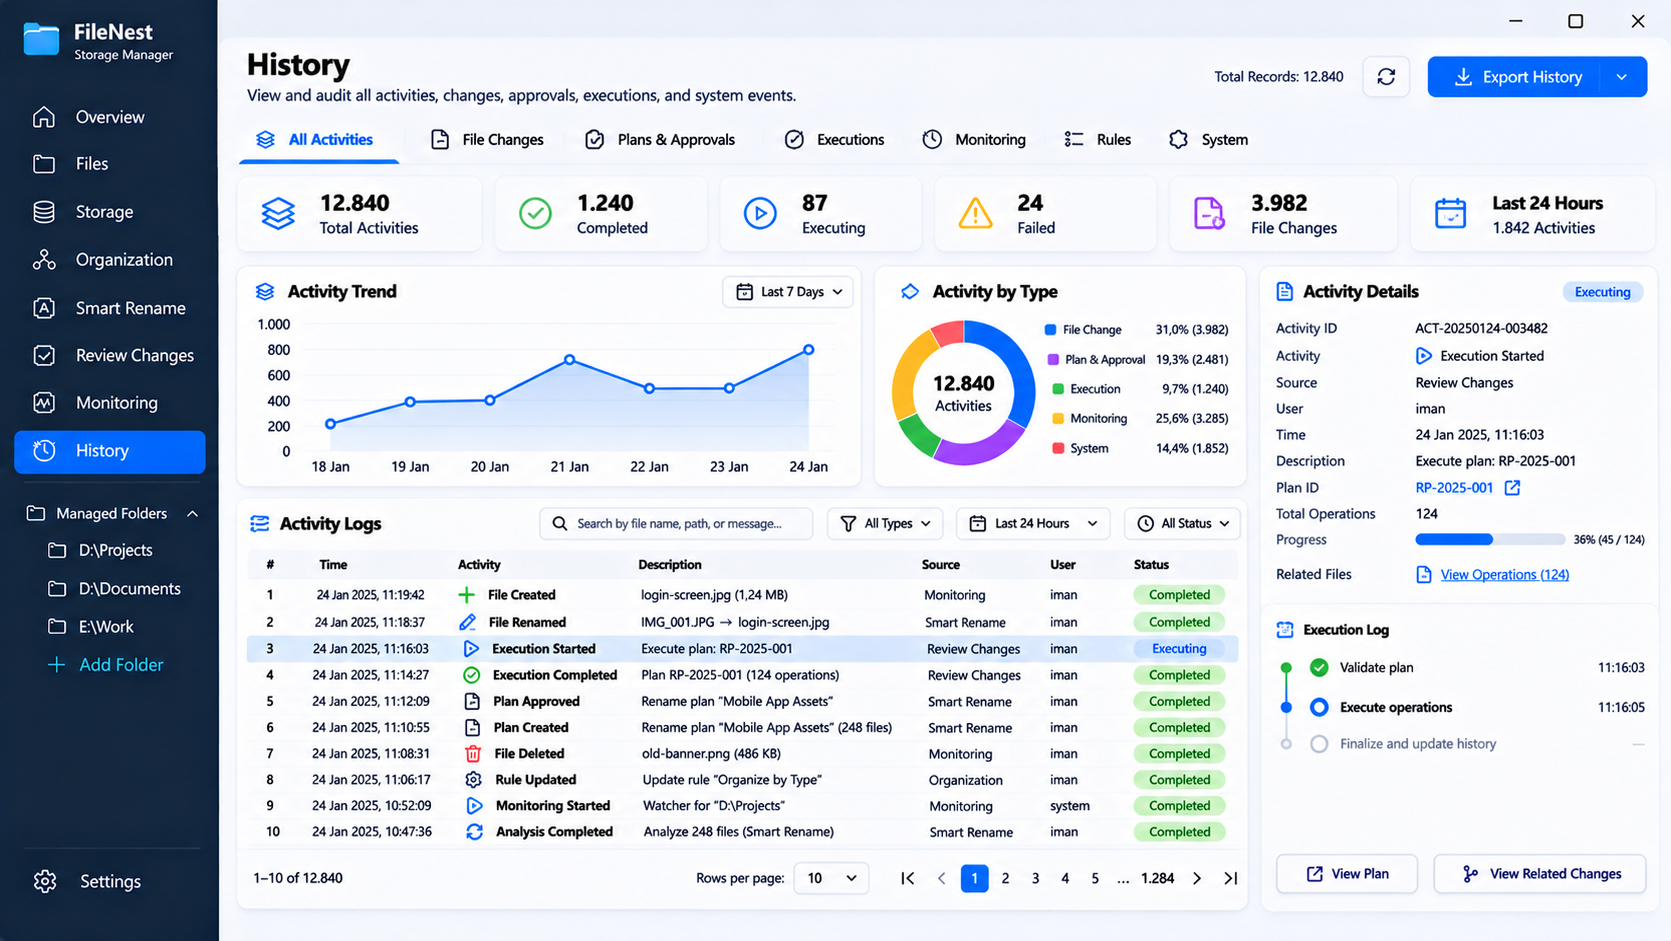 FileNest
Storage Manager
Overview
Files
Storage
Organization
Smart Rename
Review Changes
Monitoring
History
Managed Folders
D:\Projects
D:\Documents
E:\Work
Add Folder
Settings
History
View and audit all activities, changes, approvals, executions, and system events.
Total Records: 12.840
Export History
All Activities
File Changes
Plans & Approvals
Executions
Monitoring
Rules
System
12.840
Total Activities
1.240
Completed
87
Executing
24
Failed
3.982
File Changes
Last 24 Hours
1.842 Activities
Activity Trend
Last 7 Days
1.000
800
600
400
200
0
18 Jan 19 Jan 20 Jan 21 Jan 22 Jan 23 Jan 24 Jan
Activity by Type
12.840
Activities
File Change 31,0% (3.982)
Plan & Approval 19,3% (2.481)
Execution 9,7% (1.240)
Monitoring 25,6% (3.285)
System 14,4% (1.852)
Activity Logs
Search by file name, path, or message...
All Types
Last 24 Hours
All Status
# Time Activity Description Source User Status
1 24 Jan 2025, 11:19:42 File Created login-screen.jpg (1,24 MB) Monitoring iman Completed
2 24 Jan 2025, 11:18:37 File Renamed IMG_001.JPG → login-screen.jpg Smart Rename iman Completed
3 24 Jan 2025, 11:16:03 Execution Started Execute plan: RP-2025-001 Review Changes iman Executing
4 24 Jan 2025, 11:14:27 Execution Completed Plan RP-2025-001 (124 operations) Review Changes iman Completed
5 24 Jan 2025, 11:12:09 Plan Approved Rename plan "Mobile App Assets" Smart Rename iman Completed
6 24 Jan 2025, 11:10:55 Plan Created Rename plan "Mobile App Assets" (248 files) Smart Rename iman Completed
7 24 Jan 2025, 11:08:31 File Deleted old-banner.png (486 KB) Monitoring iman Completed
8 24 Jan 2025, 11:06:17 Rule Updated Update rule "Organize by Type" Organization iman Completed
9 24 Jan 2025, 10:52:09 Monitoring Started Watcher for "D:\Projects" Monitoring system Completed
10 24 Jan 2025, 10:47:36 Analysis Completed Analyze 248 files (Smart Rename) Smart Rename iman Completed
1–10 of 12.840
Rows per page: 10
1 2 3 4 5 ... 1.284
Activity Details
Executing
Activity ID ACT-20250124-003482
Activity Execution Started
Source Review Changes
User iman
Time 24 Jan 2025, 11:16:03
Description Execute plan: RP-2025-001
Plan ID RP-2025-001
Total Operations 124
Progress 36% (45 / 124)
Related Files View Operations (124)
Execution Log
Validate plan 11:16:03
Execute operations 11:16:05
Finalize and update history —
View Plan
View Related Changes